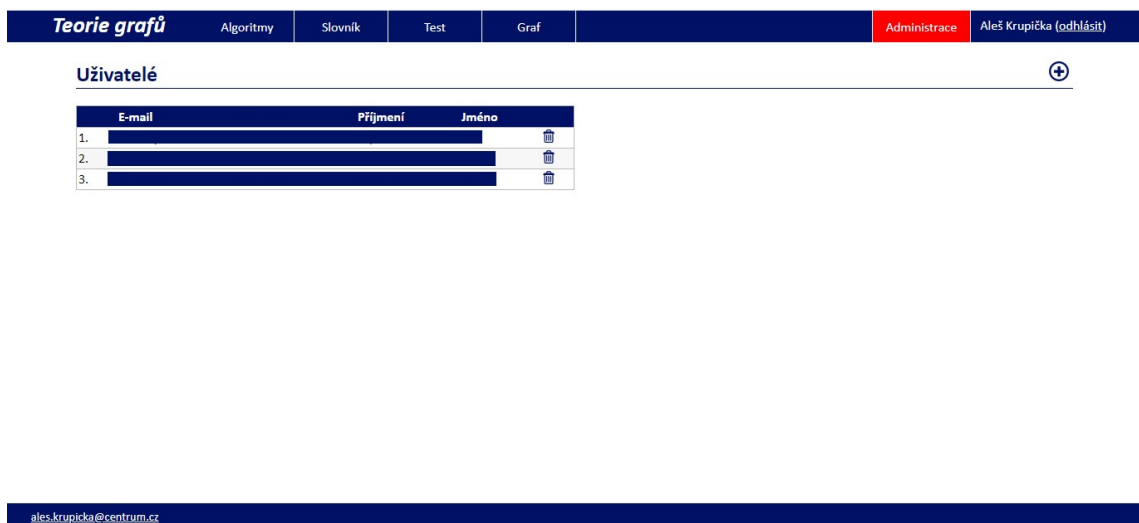 Teorie grafů Algoritmy Slovník Test Graf Administrace Aleš Krupička (odhlásit)
Uživatelé
E-mail Příjmení Jméno
1.
2.
3.
ales.krupicka@centrum.cz